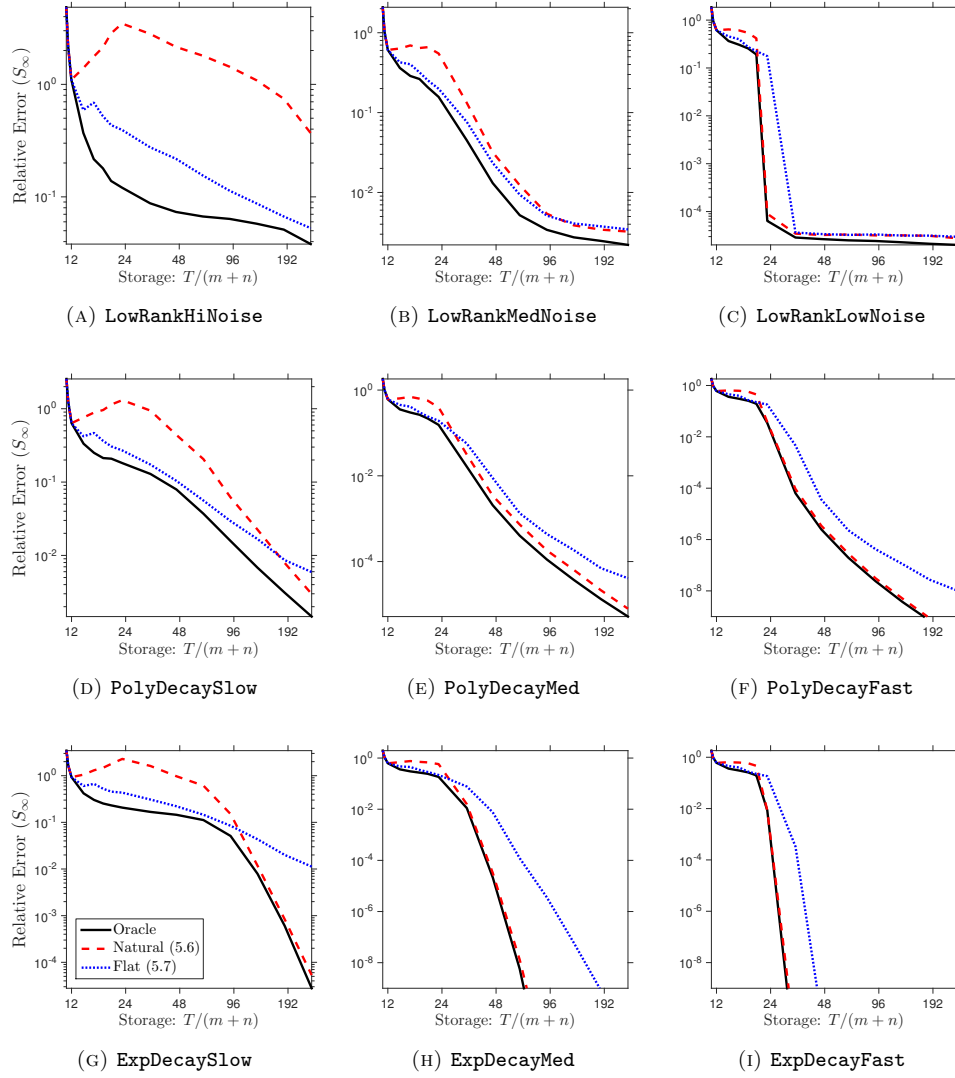 Relative Error (S∞)
10^0
10^-1
12 24 48 96 192
Storage: T/(m + n)
(A) LowRankHiNoise
10^0
10^-1
10^-2
12 24 48 96 192
Storage: T/(m + n)
(B) LowRankMedNoise
10^0
10^-1
10^-2
10^-3
10^-4
12 24 48 96 192
Storage: T/(m + n)
(C) LowRankLowNoise
Relative Error (S∞)
10^0
10^-1
10^-2
12 24 48 96 192
Storage: T/(m + n)
(D) PolyDecaySlow
10^0
10^-2
10^-4
12 24 48 96 192
Storage: T/(m + n)
(E) PolyDecayMed
10^0
10^-2
10^-4
10^-6
10^-8
12 24 48 96 192
Storage: T/(m + n)
(F) PolyDecayFast
Relative Error (S∞)
10^0
10^-1
10^-2
10^-3
10^-4
Oracle
Natural (5.6)
Flat (5.7)
12 24 48 96 192
Storage: T/(m + n)
(G) ExpDecaySlow
10^0
10^-2
10^-4
10^-6
10^-8
12 24 48 96 192
Storage: T/(m + n)
(H) ExpDecayMed
10^0
10^-2
10^-4
10^-6
10^-8
12 24 48 96 192
Storage: T/(m + n)
(I) ExpDecayFast